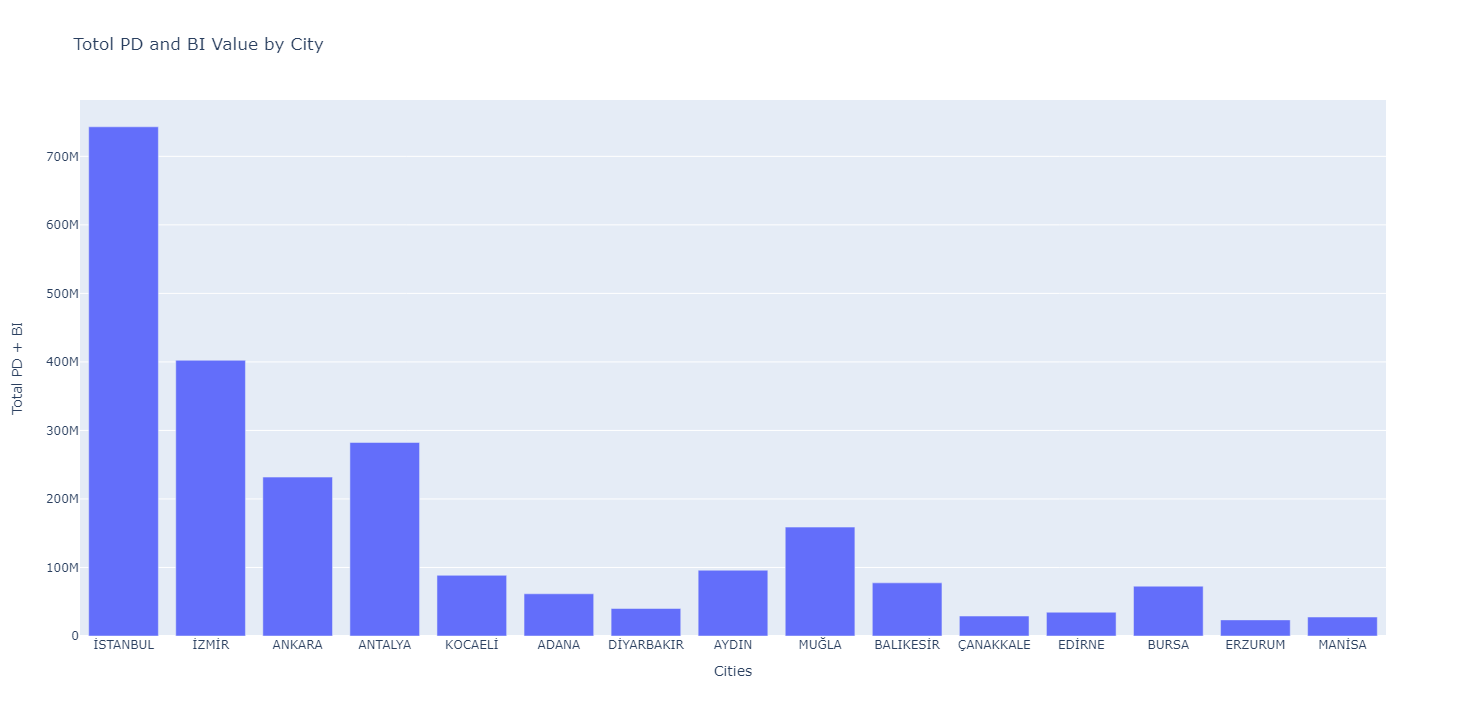 Totol PD and BI Value by City
Total PD + BI
700M
600M
500M
400M
300M
200M
100M
0
İSTANBUL İZMİR ANKARA ANTALYA KOCAELİ ADANA DİYARBAKIR AYDIN MUĞLA BALIKESİR ÇANAKKALE EDİRNE BURSA ERZURUM MANİSA
Cities